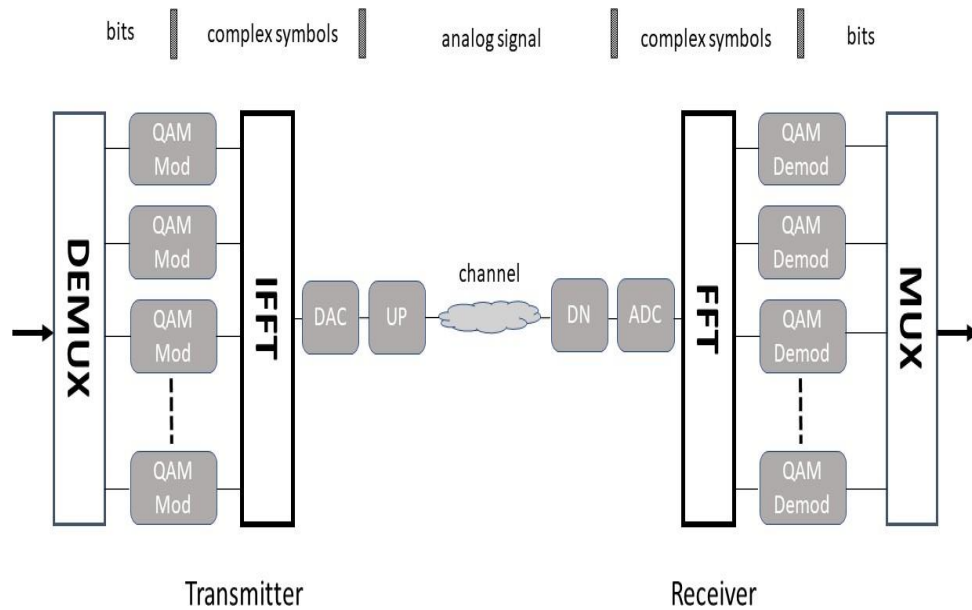 bits
complex symbols
analog signal
complex symbols
bits
DEMUX
QAM
Mod
QAM
Mod
QAM
Mod
QAM
Mod
IFFT
DAC
UP
channel
DN
ADC
FFT
QAM
Demod
QAM
Demod
QAM
Demod
QAM
Demod
MUX
Transmitter
Receiver